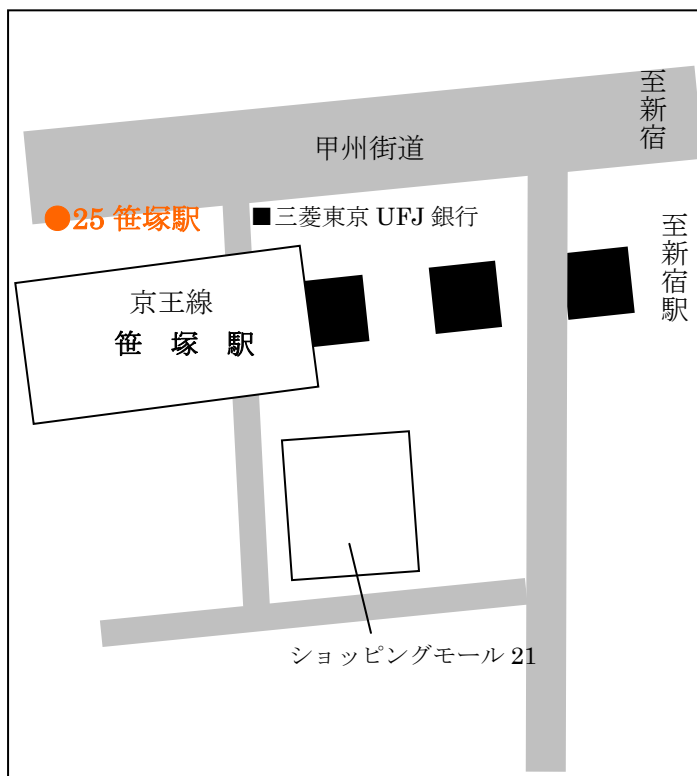 至新宿
甲州街道
●25 笹塚駅
■三菱東京 UFJ 銀行
至新宿駅
京王線
笹 塚 駅
ショッピングモール 21